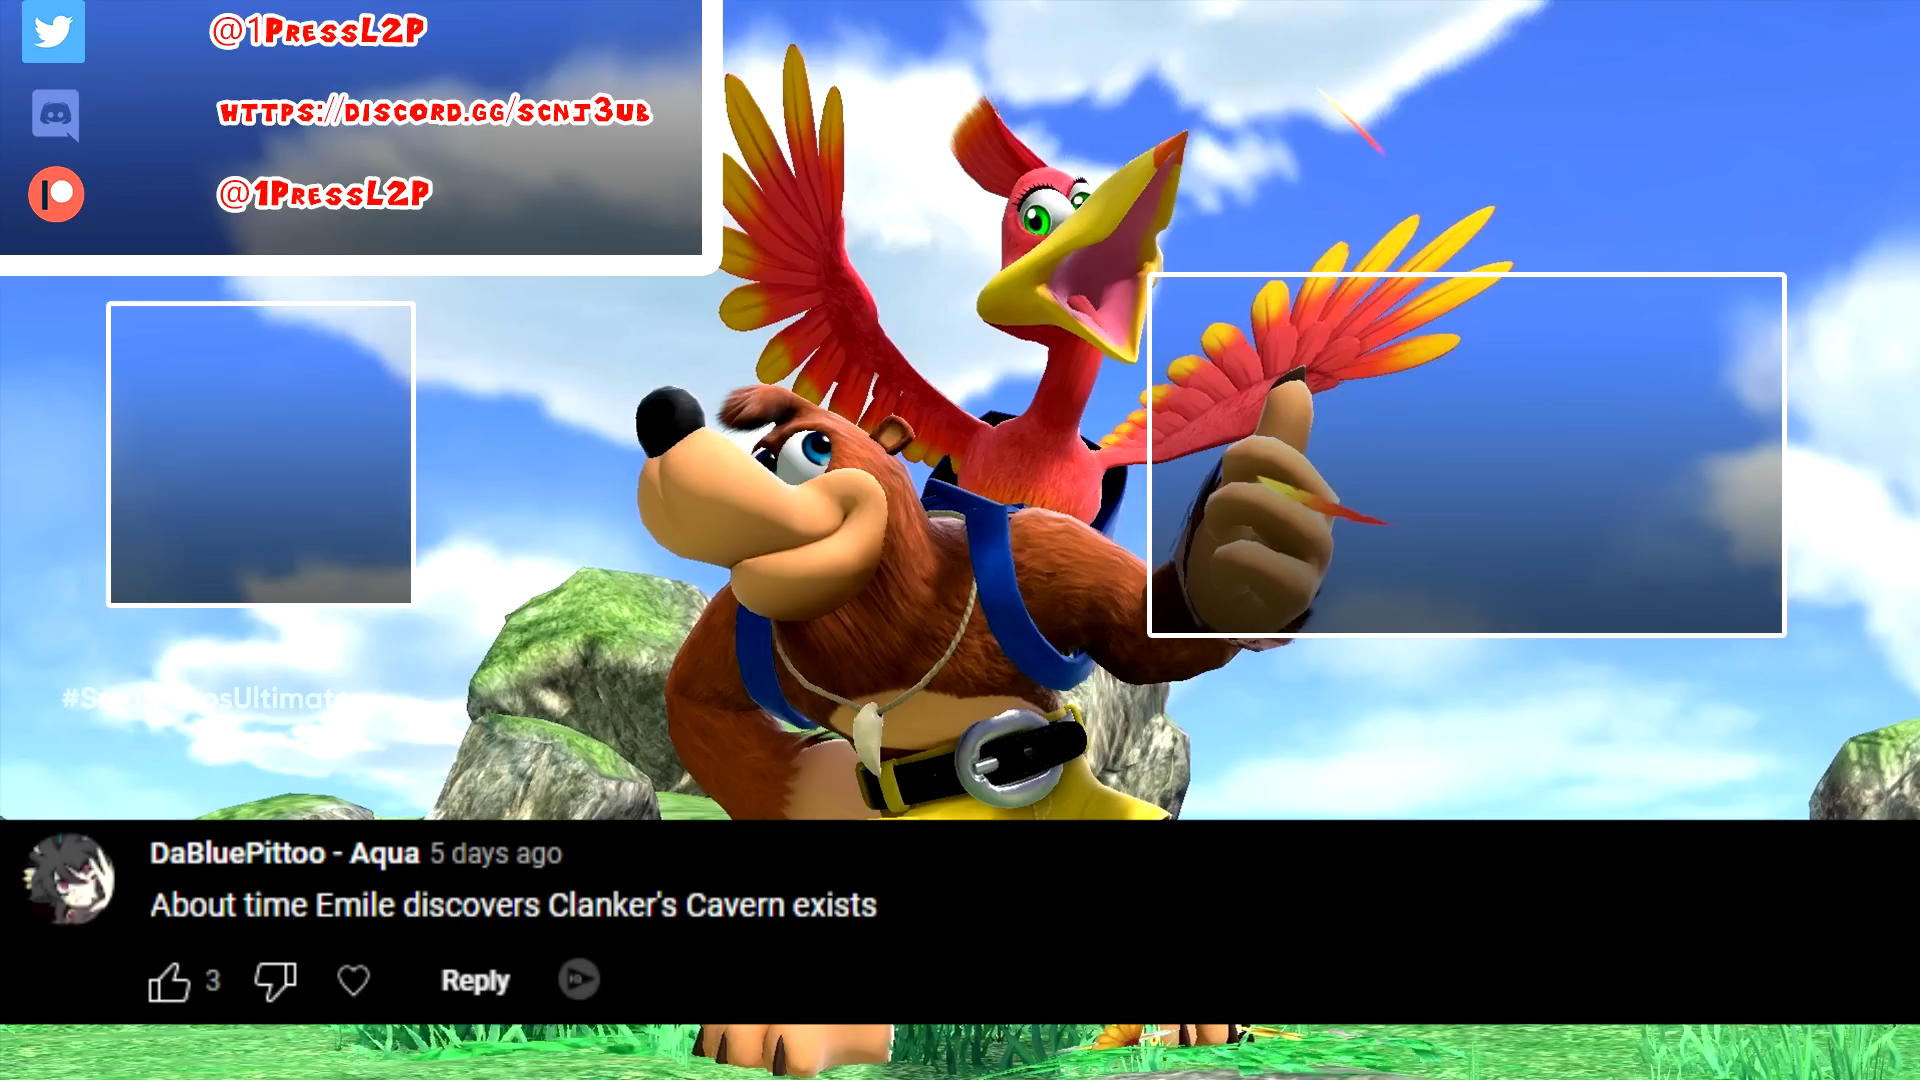 @1PressL2P
https://discord.gg/scnj3ub
@1PressL2P
DaBluePittoo - Aqua 5 days ago
About time Emile discovers Clanker's Cavern exists
3
Reply